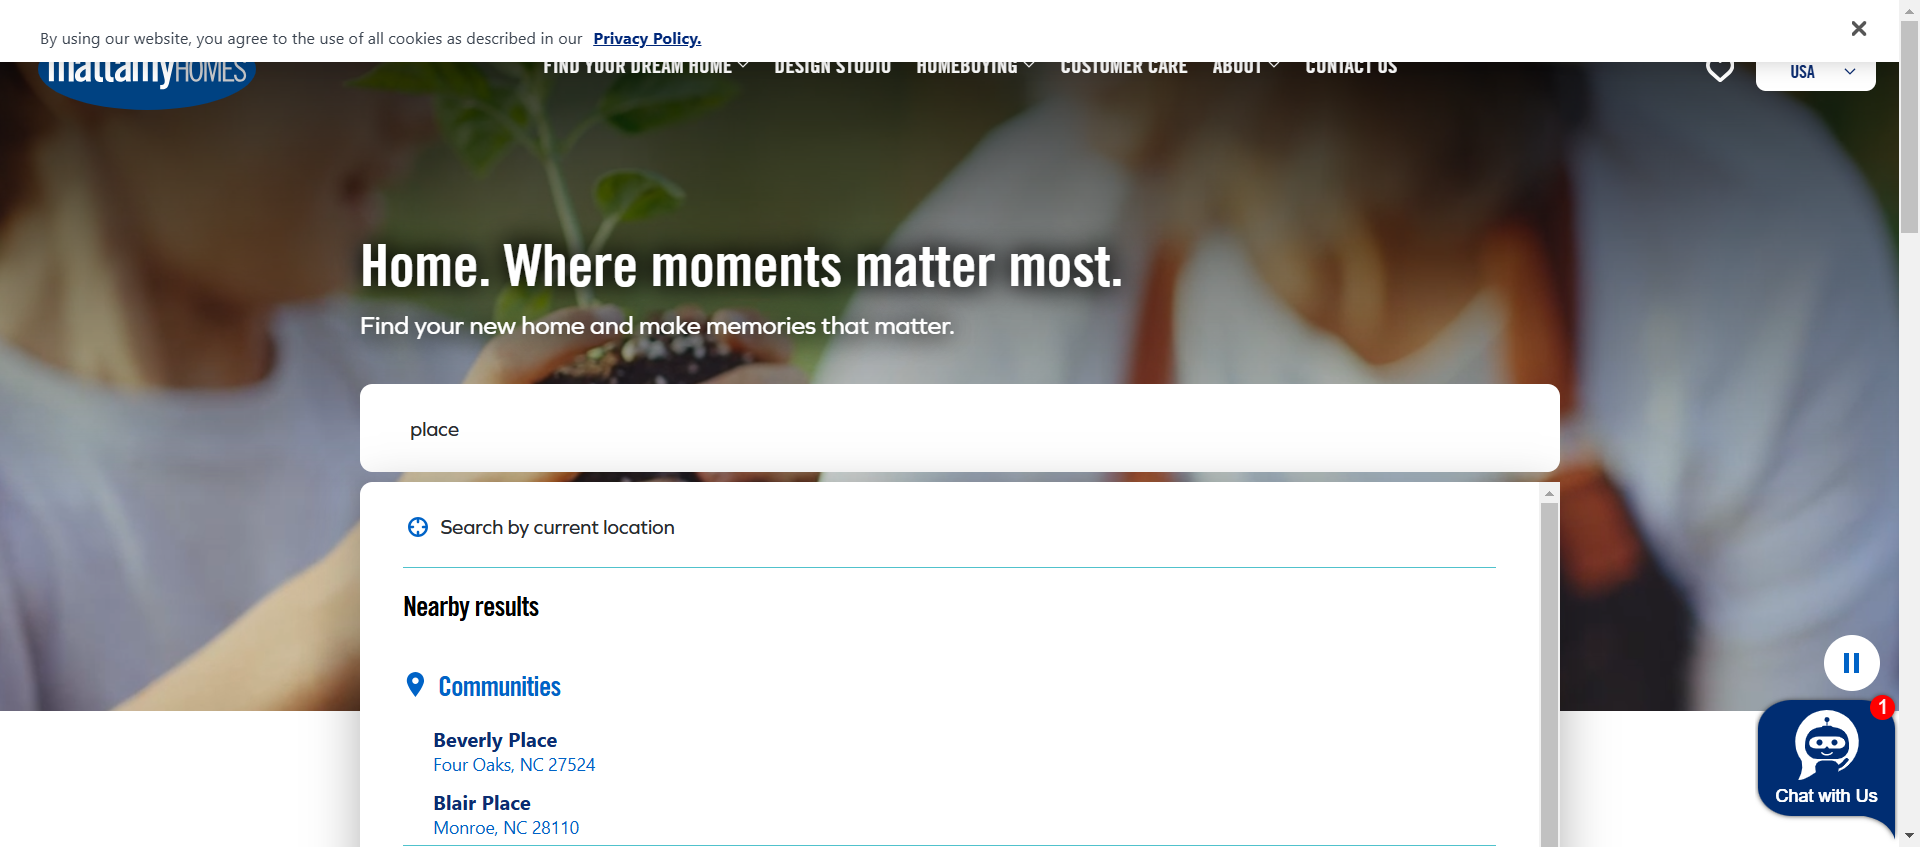 By using our website, you agree to the use of all cookies as described in our Privacy Policy.
mattamyHOMES
FIND YOUR DREAM HOME
DESIGN STUDIO
HOMEBUYING
CUSTOMER CARE
ABOUT
CONTACT US
USA
Home. Where moments matter most.
Find your new home and make memories that matter.
place
Search by current location
Nearby results
Communities
Beverly Place
Four Oaks, NC 27524
Blair Place
Monroe, NC 28110
1
Chat with Us